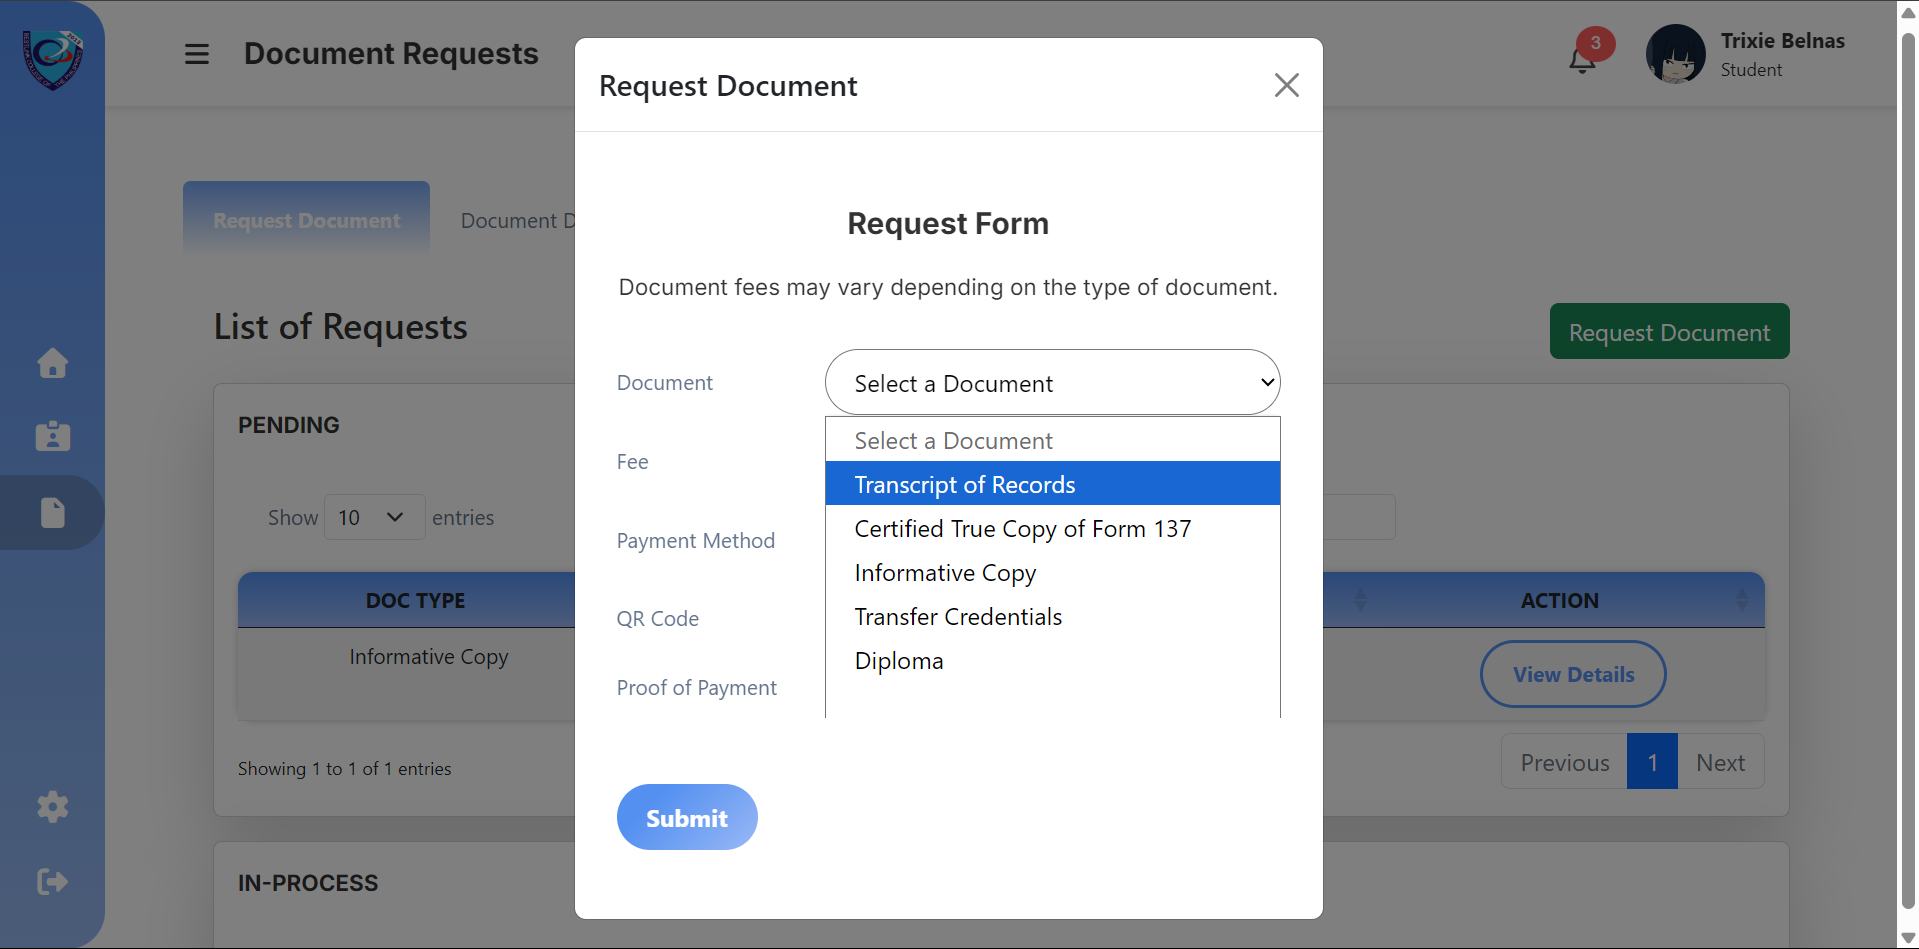 Document Requests
3
Trixie Belnas
Student
Request Document
Request Document
Document D
Request Form
Document fees may vary depending on the type of document.
List of Requests
Request Document
Document
Select a Document
Select a Document
Transcript of Records
Certified True Copy of Form 137
Informative Copy
Transfer Credentials
Diploma
Fee
Payment Method
QR Code
Proof of Payment
Submit
PENDING
Show 10 entries
DOC TYPE
ACTION
Informative Copy
View Details
Showing 1 to 1 of 1 entries
Previous 1 Next
IN-PROCESS